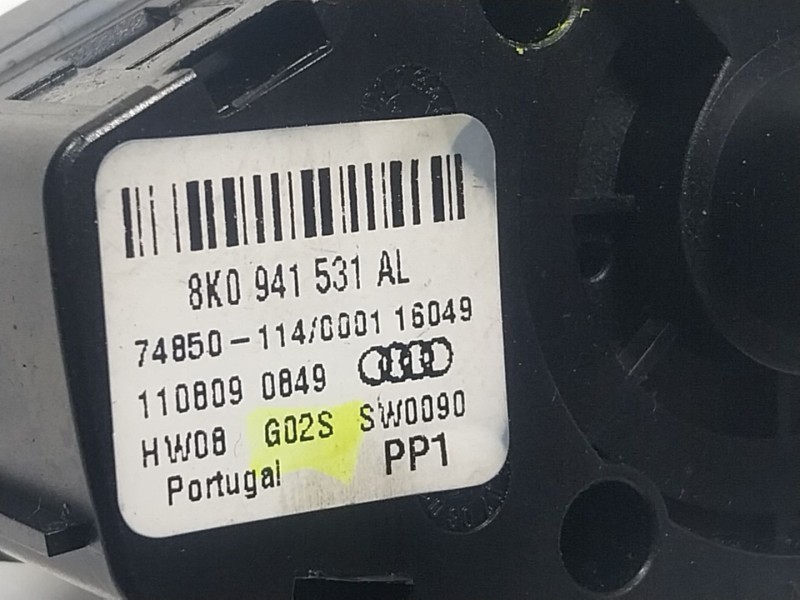 8K0 941 531 AL
74850-114/0001 16049
110809 0849
HW08 G02S SW0090
Portugal PP1